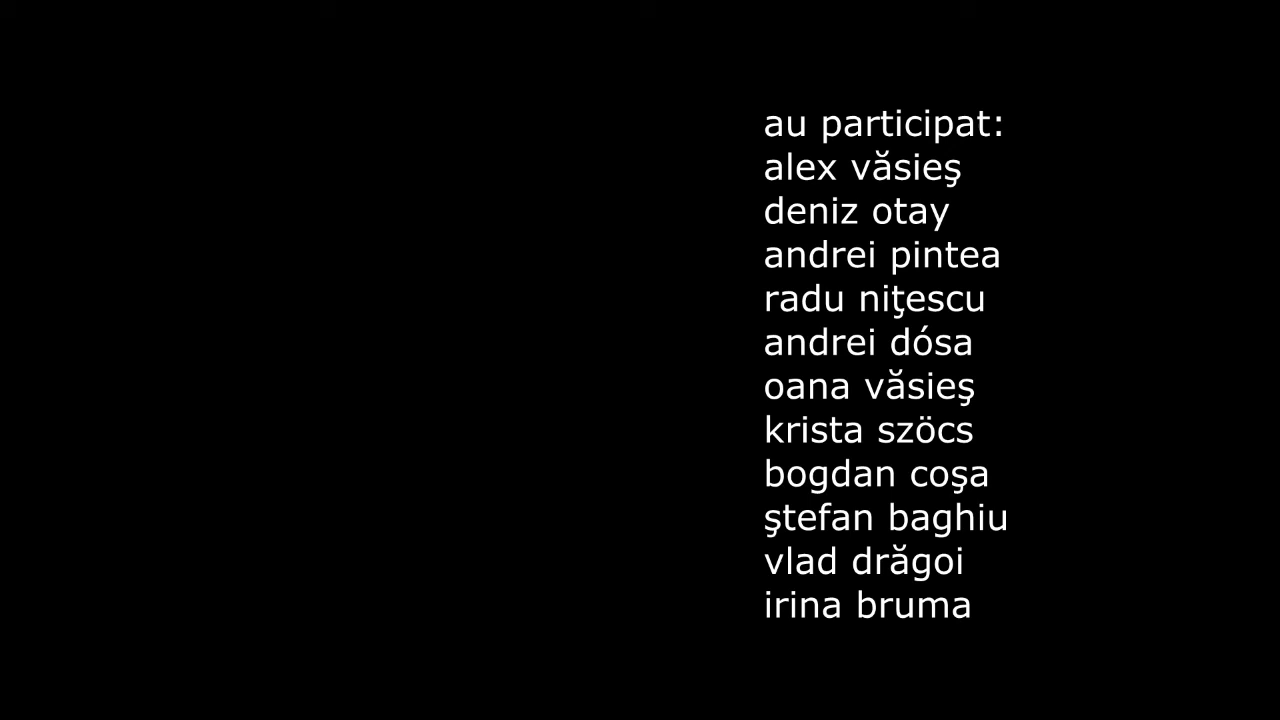 au participat:
alex văsieş
deniz otay
andrei pintea
radu niţescu
andrei dósa
oana văsieş
krista szöcs
bogdan coşa
ştefan baghiu
vlad drăgoi
irina bruma